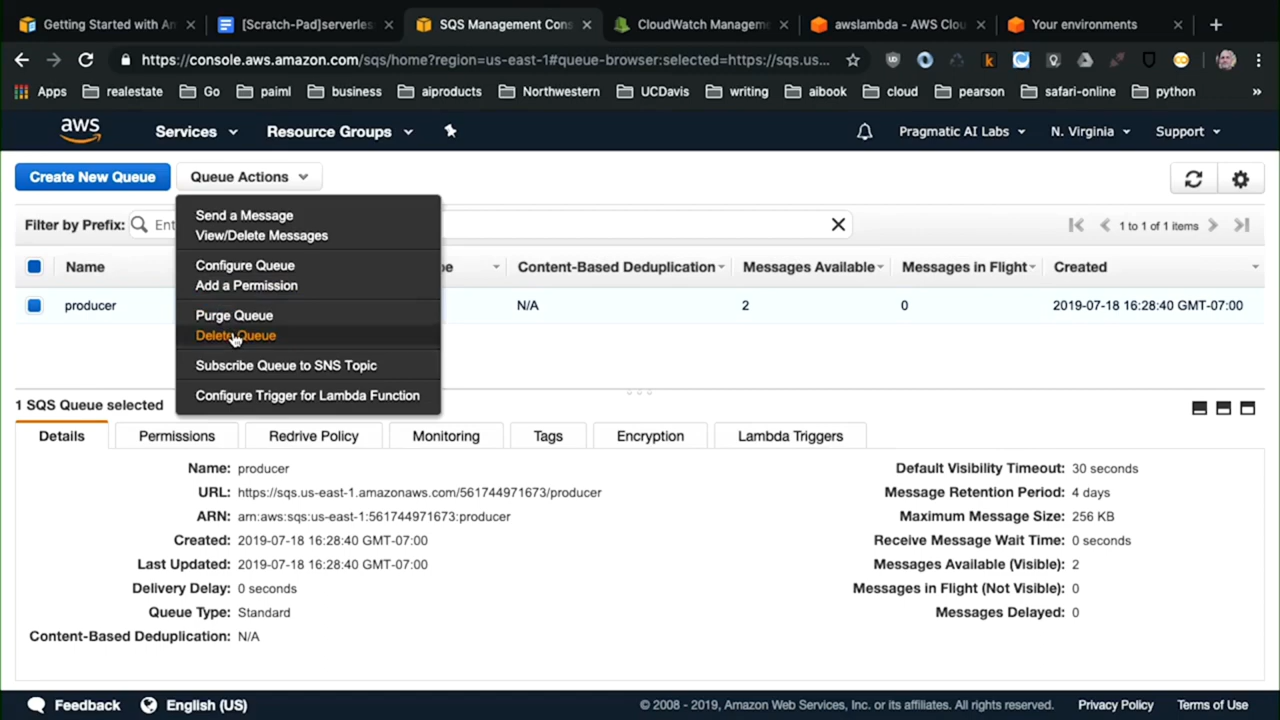 Getting Started with An
[Scratch-Pad]serverles
SQS Management Cons
CloudWatch Managem
awslambda - AWS Clou
Your environments
https://console.aws.amazon.com/sqs/home?region=us-east-1#queue-browser:selected=https://sqs.us...
Apps realestate Go paiml business aiproducts Northwestern UCDavis writing aibook cloud pearson safari-online python »
aws Services Resource Groups Pragmatic AI Labs N. Virginia Support
Create New Queue Queue Actions
Send a Message
View/Delete Messages
Configure Queue
Add a Permission
Purge Queue
Delete Queue
Subscribe Queue to SNS Topic
Configure Trigger for Lambda Function
Filter by Prefix: Ent 1 to 1 of 1 items
Name pe Content-Based Deduplication Messages Available Messages in Flight Created
producer N/A 2 0 2019-07-18 16:28:40 GMT-07:00
1 SQS Queue selected
Details Permissions Redrive Policy Monitoring Tags Encryption Lambda Triggers
Name: producer
URL: https://sqs.us-east-1.amazonaws.com/561744971673/producer
ARN: arn:aws:sqs:us-east-1:561744971673:producer
Created: 2019-07-18 16:28:40 GMT-07:00
Last Updated: 2019-07-18 16:28:40 GMT-07:00
Delivery Delay: 0 seconds
Queue Type: Standard
Content-Based Deduplication: N/A
Default Visibility Timeout: 30 seconds
Message Retention Period: 4 days
Maximum Message Size: 256 KB
Receive Message Wait Time: 0 seconds
Messages Available (Visible): 2
Messages in Flight (Not Visible): 0
Messages Delayed: 0
Feedback English (US) © 2008 - 2019, Amazon Web Services, Inc. or its affiliates. All rights reserved. Privacy Policy Terms of Use